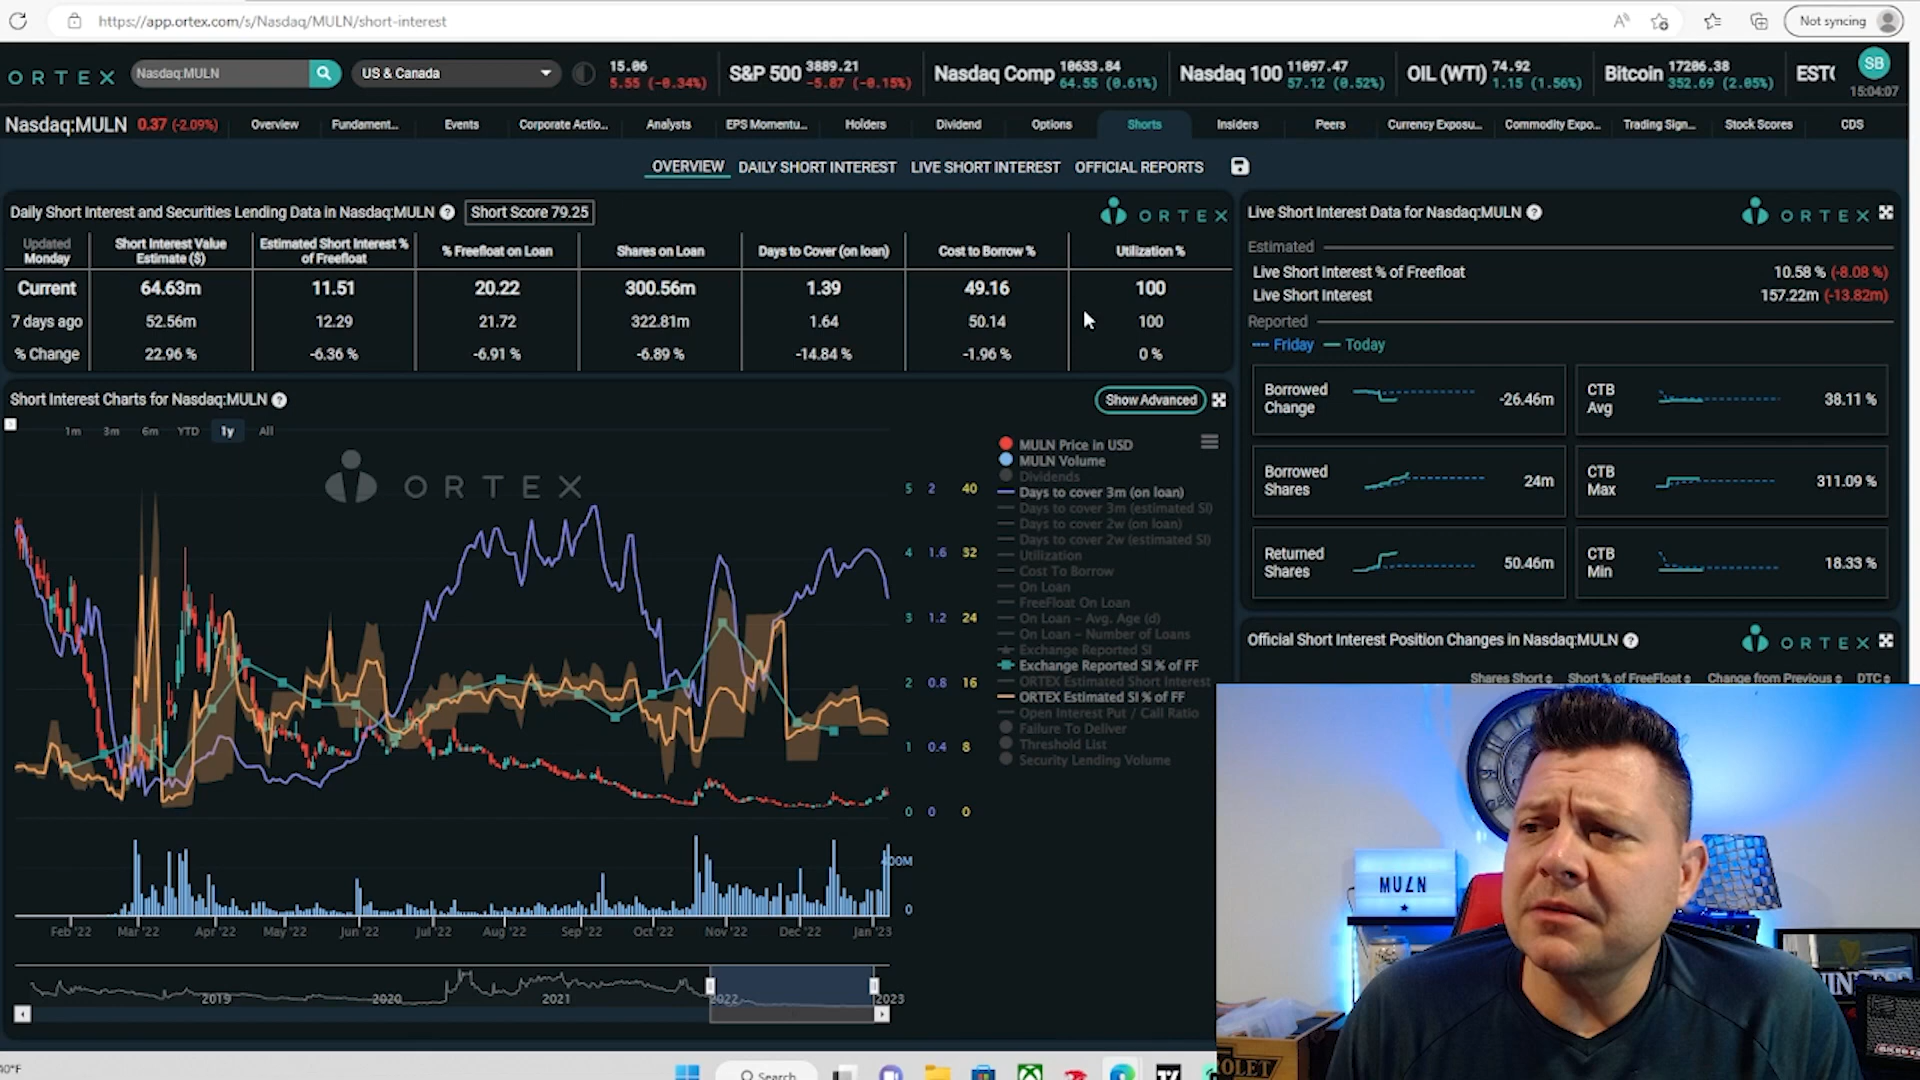 https://app.ortex.com/s/Nasdaq/MULN/short-interest
Not syncing
ORTEX
Nasdaq:MULN
US & Canada
15.06
5.55 (-0.34%)
S&P 500 3889.21
-5.87 (-0.15%)
Nasdaq Comp 10633.84
64.55 (0.61%)
Nasdaq 100 11097.47
57.12 (0.52%)
OIL (WTI) 74.92
1.15 (1.56%)
Bitcoin 17206.38
352.69 (2.05%)
SB
15:04:07
Nasdaq:MULN 0.37 (-2.09%)
Overview
Fundament...
Events
Corporate Actio...
Analysts
EPS Momentu...
Holders
Dividend
Options
Shorts
Insiders
Peers
Currency Exposu...
Commodity Expo...
Trading Sign...
Stock Scores
CDS
OVERVIEW
DAILY SHORT INTEREST
LIVE SHORT INTEREST
OFFICIAL REPORTS
Daily Short Interest and Securities Lending Data in Nasdaq:MULN
Short Score 79.25
ORTEX
Updated Monday
Short Interest Value Estimate ($)
Estimated Short Interest % of Freefloat
% Freefloat on Loan
Shares on Loan
Days to Cover (on loan)
Cost to Borrow %
Utilization %
Current 64.63m 11.51 20.22 300.56m 1.39 49.16 100
7 days ago 52.56m 12.29 21.72 322.81m 1.64 50.14 100
% Change 22.96 % -6.36 % -6.91 % -6.89 % -14.84 % -1.96 % 0 %
Live Short Interest Data for Nasdaq:MULN
ORTEX
Estimated
Live Short Interest % of Freefloat 10.58 % (-8.08 %)
Live Short Interest 157.22m (-13.82m)
Reported
Friday Today
Borrowed Change -26.46m
CTB Avg 38.11 %
Borrowed Shares 24m
CTB Max 311.09 %
Returned Shares 50.46m
CTB Min 18.33 %
Official Short Interest Position Changes in Nasdaq:MULN
ORTEX
Shares Short
Short % of FreeFloat
Change from Previous
DTC
Short Interest Charts for Nasdaq:MULN
Show Advanced
1m 3m 6m YTD 1y All
ORTEX
5 2 40
4 1.6 32
3 1.2 24
2 0.8 16
1 0.4 8
0 0 0
400M
0
MULN Price in USD
MULN Volume
Dividends
Days to cover 3m (on loan)
Days to cover 3m (estimated SI)
Days to cover 2w (on loan)
Days to cover 2w (estimated SI)
Utilization
Cost To Borrow
On Loan
FreeFloat On Loan
On Loan - Avg. Age (d)
On Loan - Number of Loans
Exchange Reported SI
Exchange Reported SI % of FF
ORTEX Estimated Short Interest
ORTEX Estimated SI % of FF
Open Interest Put / Call Ratio
Failure To Deliver
Threshold List
Security Lending Volume
Feb '22 Mar '22 Apr '22 May '22 Jun '22 Jul '22 Aug '22 Sep '22 Oct '22 Nov '22 Dec '22 Jan '23
2019 2020 2021 2022 2023
Search
MULN